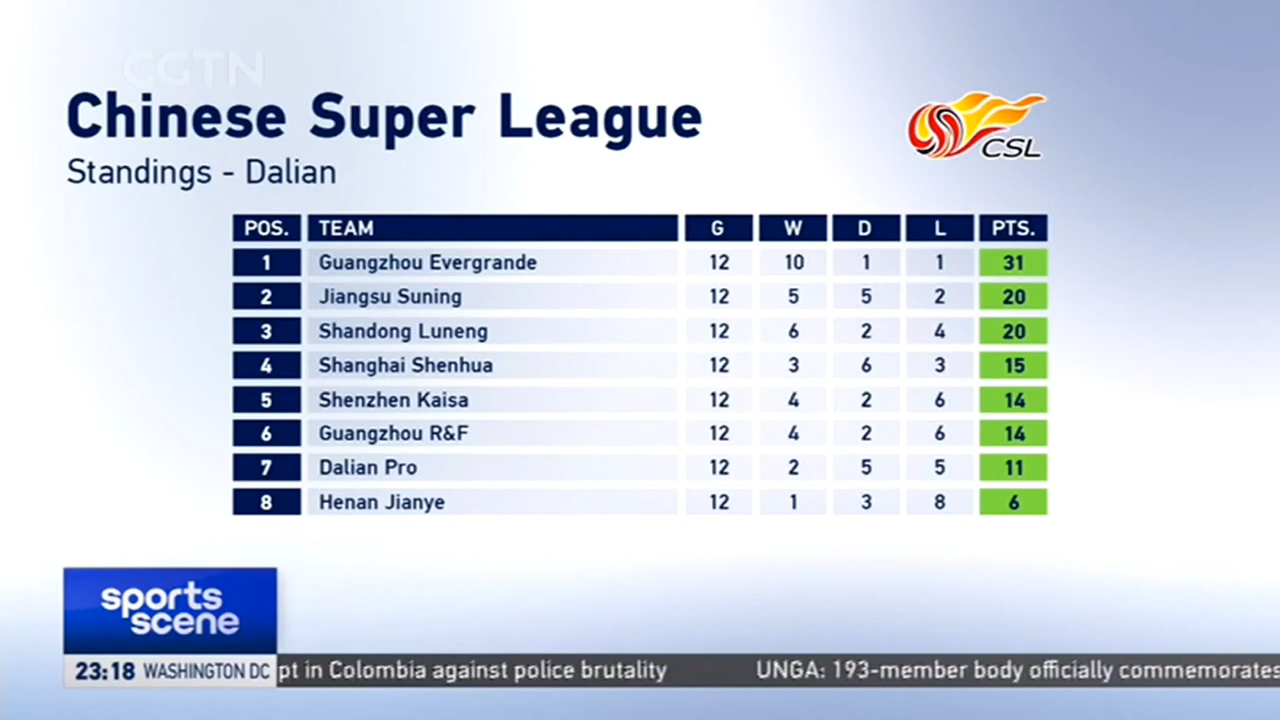 CGTN
Chinese Super League
Standings - Dalian
CSL
POS. TEAM G W D L PTS.
1 Guangzhou Evergrande 12 10 1 1 31
2 Jiangsu Suning 12 5 5 2 20
3 Shandong Luneng 12 6 2 4 20
4 Shanghai Shenhua 12 3 6 3 15
5 Shenzhen Kaisa 12 4 2 6 14
6 Guangzhou R&F 12 4 2 6 14
7 Dalian Pro 12 2 5 5 11
8 Henan Jianye 12 1 3 8 6
sports
scene
23:18 WASHINGTON DC pt in Colombia against police brutality UNGA: 193-member body officially commemorates